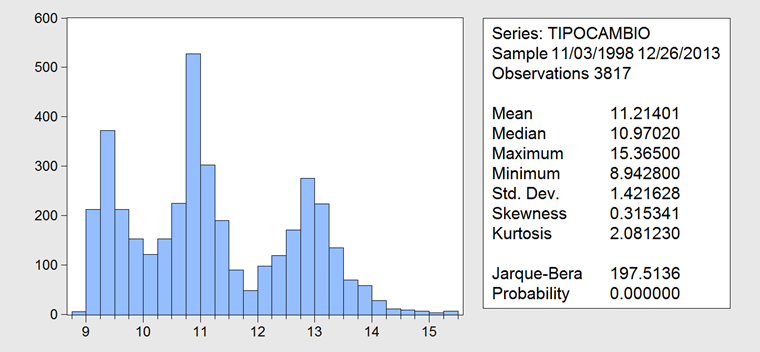 600
500
400
300
200
100
0
9 10 11 12 13 14 15
Series: TIPOCAMBIO
Sample 11/03/1998 12/26/2013
Observations 3817
Mean 11.21401
Median 10.97020
Maximum 15.36500
Minimum 8.942800
Std. Dev. 1.421628
Skewness 0.315341
Kurtosis 2.081230
Jarque-Bera 197.5136
Probability 0.000000